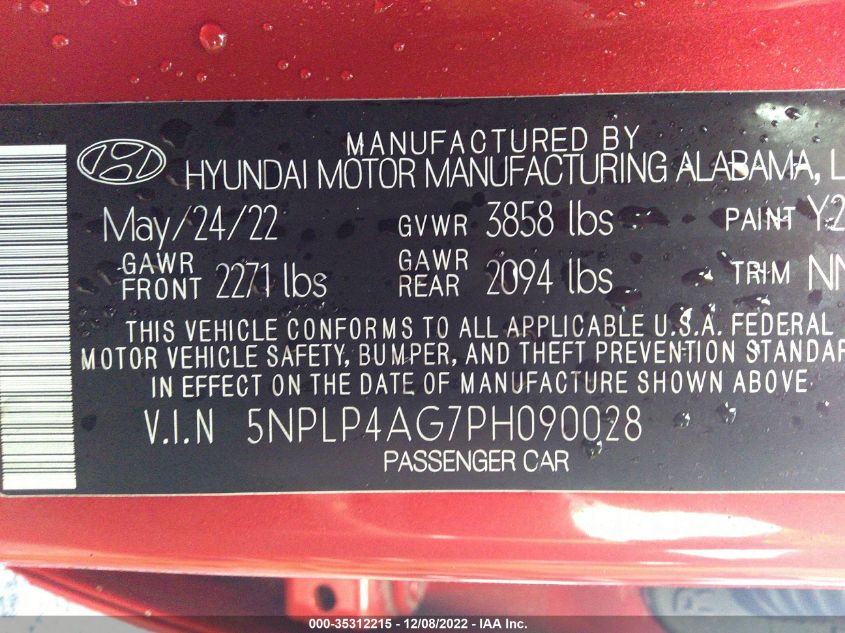 MANUFACTURED BY
HYUNDAI MOTOR MANUFACTURING ALABAMA, L
May/24/22 GVWR 3858 lbs PAINT Y2
GAWR FRONT 2271 lbs GAWR REAR 2094 lbs TRIM NN
THIS VEHICLE CONFORMS TO ALL APPLICABLE U.S.A. FEDERAL
MOTOR VEHICLE SAFETY, BUMPER, AND THEFT PREVENTION STANDAR
IN EFFECT ON THE DATE OF MANUFACTURE SHOWN ABOVE
V.I.N 5NPLP4AG7PH090028
PASSENGER CAR
000-35312215 - 12/08/2022 - IAA Inc.